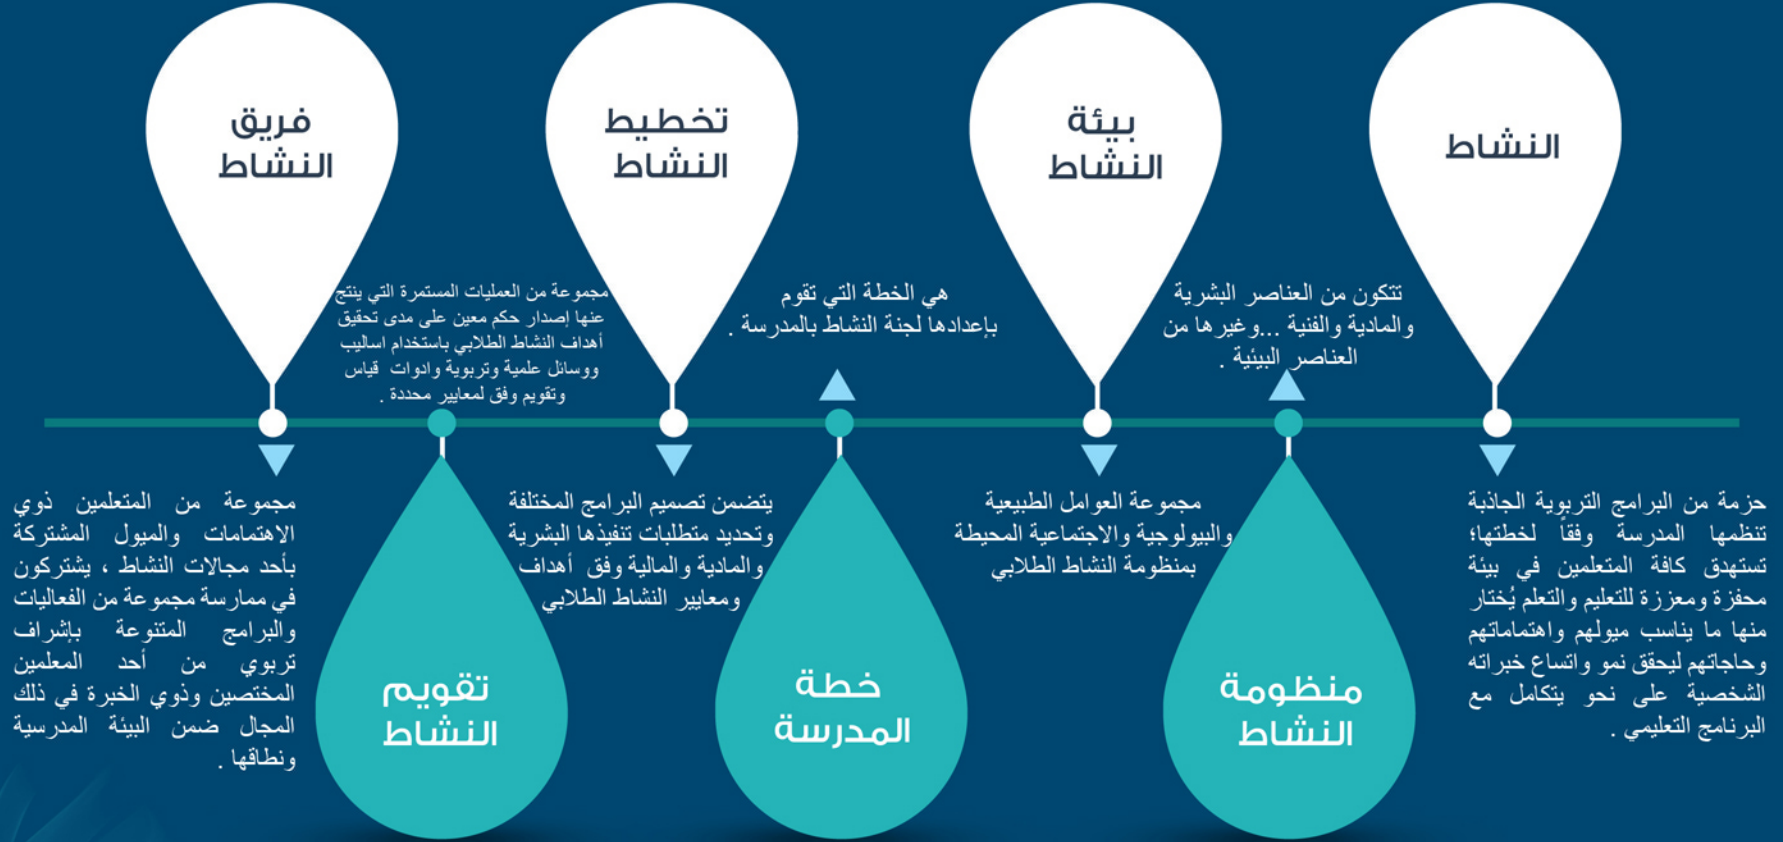 النشاط
حزمة من البرامج التربوية الجاذبة
تنظمها المدرسة وفقاً لخطتها؛
تستهدق كافة المتعلمين في بيئة
محفزة ومعززة للتعليم والتعلم يُختار
منها ما يناسب ميولهم واهتماماتهم
وحاجاتهم ليحقق نمو واتساع خبراته
الشخصية على نحو يتكامل مع
البرنامج التعليمي .
تتكون من العناصر البشرية
والمادية والفنية ...وغيرها من
العناصر البيئية .
منظومة
النشاط
بيئة
النشاط
مجموعة العوامل الطبيعية
والبيولوجية والاجتماعية المحيطة
بمنظومة النشاط الطلابي
هي الخطة التي تقوم
بإعدادها لجنة النشاط بالمدرسة .
خطة
المدرسة
تخطيط
النشاط
يتضمن تصميم البرامج المختلفة
وتحديد متطلبات تنفيذها البشرية
والمادية والمالية وفق أهداف
ومعايير النشاط الطلابي
مجموعة من العمليات المستمرة التي ينتج
عنها إصدار حكم معين على مدى تحقيق
أهداف النشاط الطلابي باستخدام اساليب
ووسائل علمية وتربوية وادوات قياس
وتقويم وفق لمعايير محددة .
تقويم
النشاط
فريق
النشاط
مجموعة من المتعلمين ذوي
الاهتمامات والميول المشتركة
بأحد مجالات النشاط ، يشتركون
في ممارسة مجموعة من الفعاليات
والبرامج المتنوعة بإشراف
تربوي من أحد المعلمين
المختصين وذوي الخبرة في ذلك
المجال ضمن البيئة المدرسية
ونطاقها .